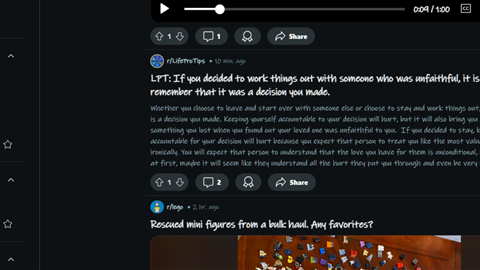 0:09 / 1:00
1
1
Share
r/LifeProTips • 10 min. ago
LPT: If you decided to work things out with someone who was unfaithful, it is
remember that it was a decision you made.
Whether you choose to leave and start over with someone else or choose to stay and work things out,
is a decision you made. Keeping yourself accountable to your decision will hurt, but it will also bring you
something you lost when you found out your loved one was unfaithful to you. If you decided to stay, k
accountable for your decision will hurt because you expect that person to treat you like the most value
ironically. You will expect that person to understand that the love you have for them is unconditional,
at first, maybe it will seem like they understand all the hurt they put you through and even be very
1
2
Share
r/lego • 2 hr. ago
Rescued mini figures from a bulk haul. Any favorites?